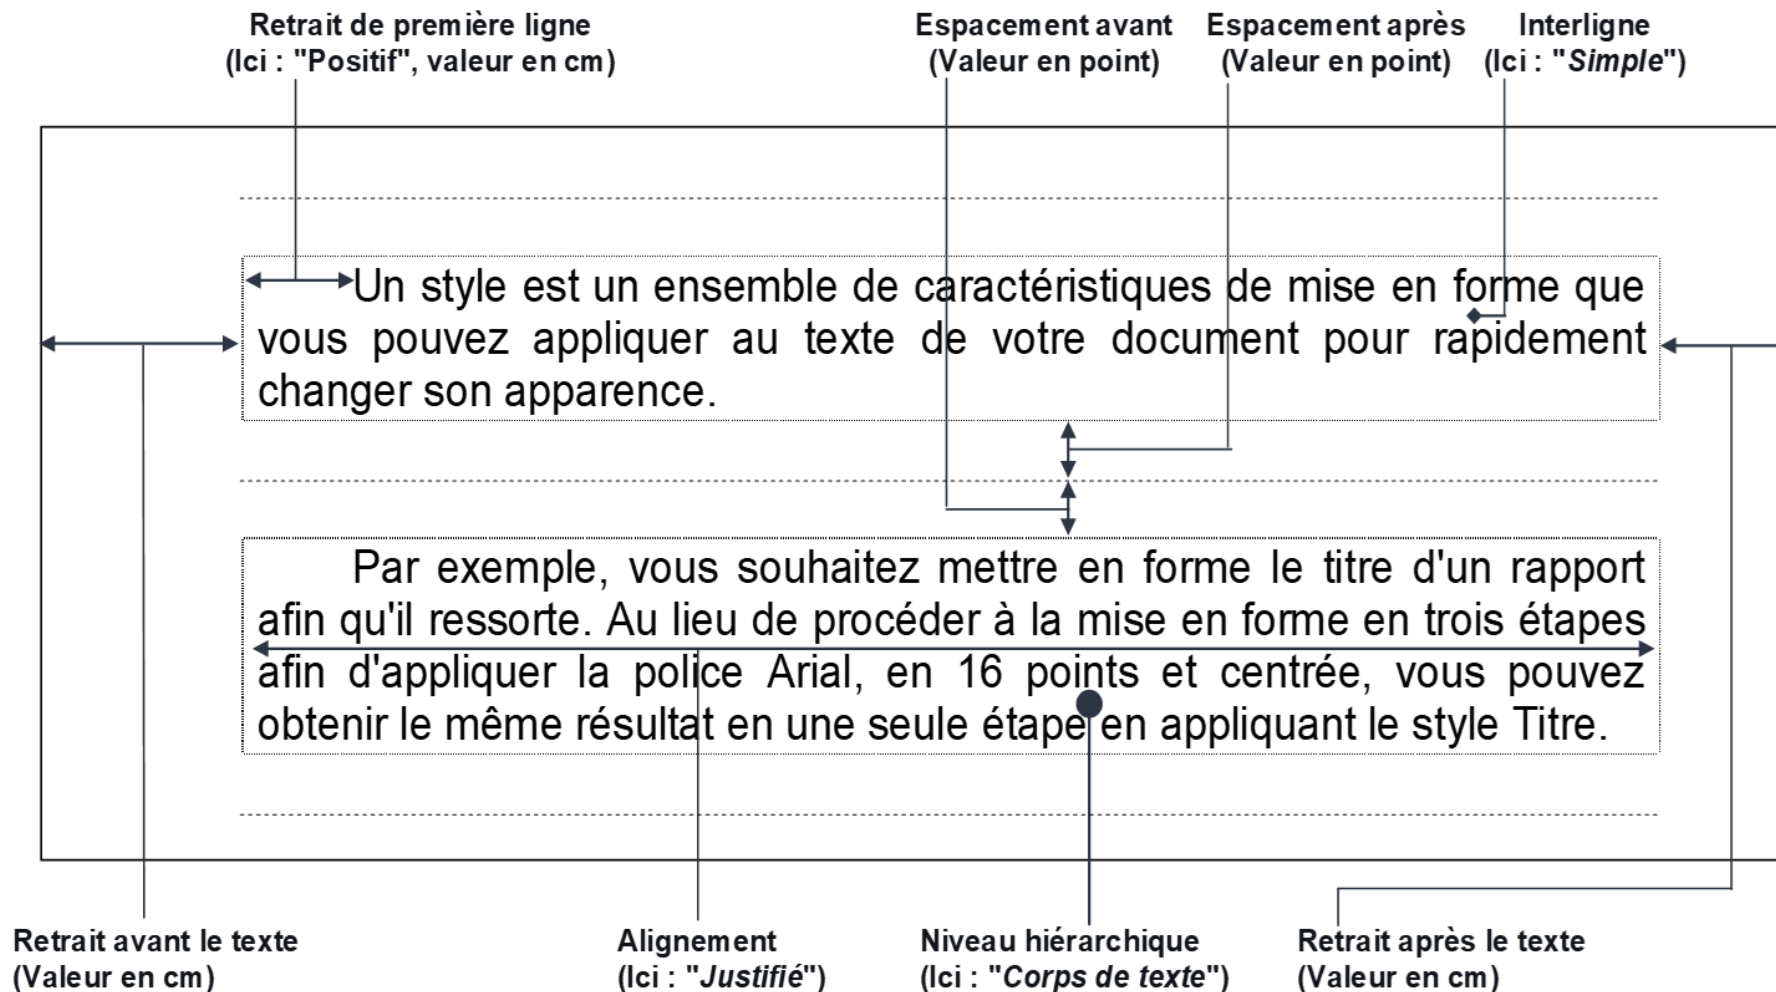 Retrait de première ligne
(Ici : "Positif", valeur en cm)
Espacement avant
(Valeur en point)
Espacement après
(Valeur en point)
Interligne
(Ici : "Simple")
Un style est un ensemble de caractéristiques de mise en forme que
vous pouvez appliquer au texte de votre document pour rapidement
changer son apparence.
Par exemple, vous souhaitez mettre en forme le titre d'un rapport
afin qu'il ressorte. Au lieu de procéder à la mise en forme en trois étapes
afin d'appliquer la police Arial, en 16 points et centrée, vous pouvez
obtenir le même résultat en une seule étape en appliquant le style Titre.
Retrait avant le texte
(Valeur en cm)
Alignement
(Ici : "Justifié")
Niveau hiérarchique
(Ici : "Corps de texte")
Retrait après le texte
(Valeur en cm)